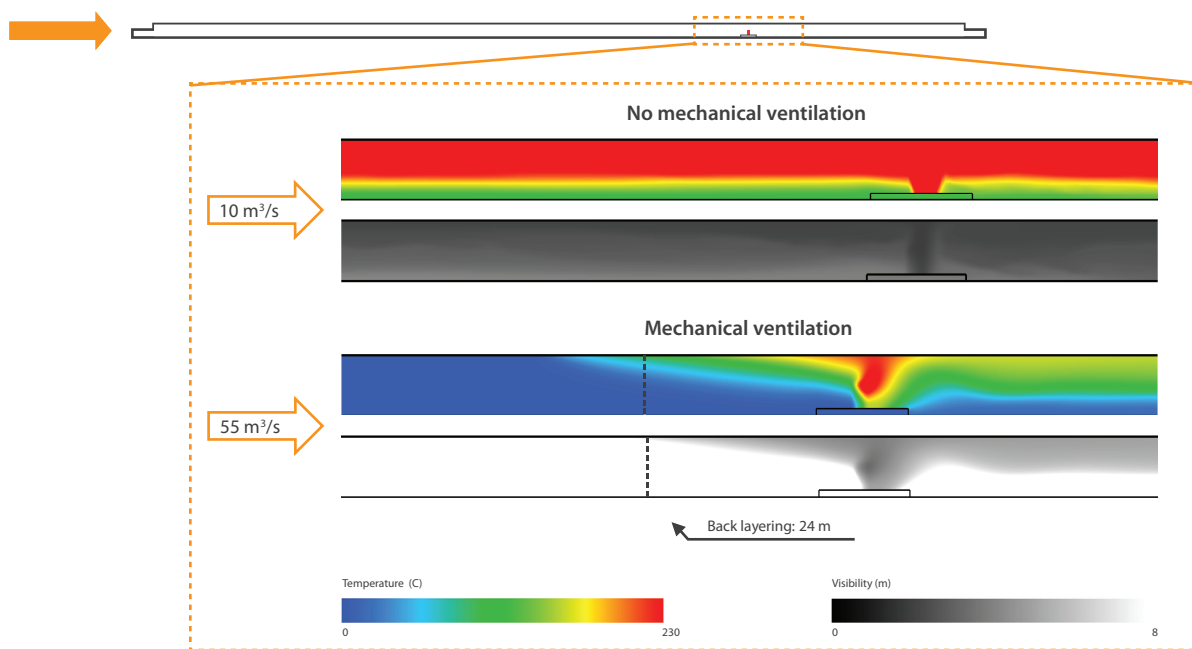 No mechanical ventilation
10 m³/s
Mechanical ventilation
55 m³/s
Back layering: 24 m
Temperature (C)
0 230
Visibility (m)
0 8